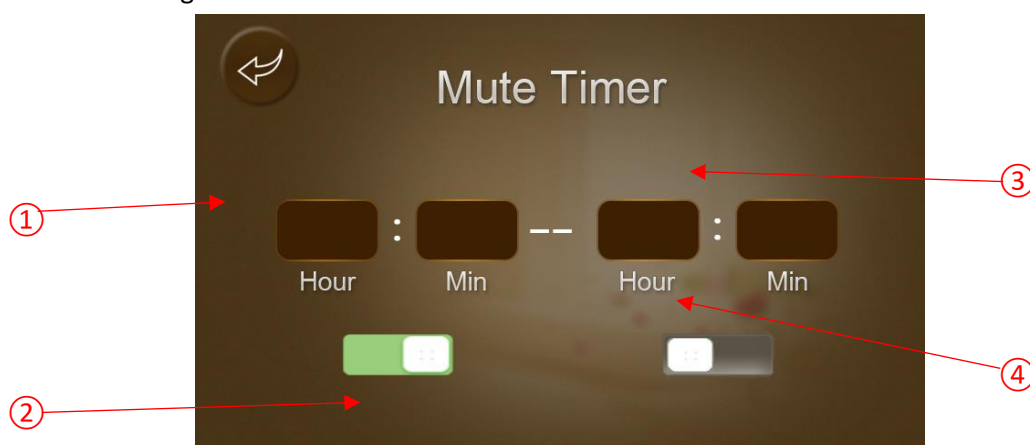 Mute Timer
③
①
: -- :
Hour Min Hour Min
④
②